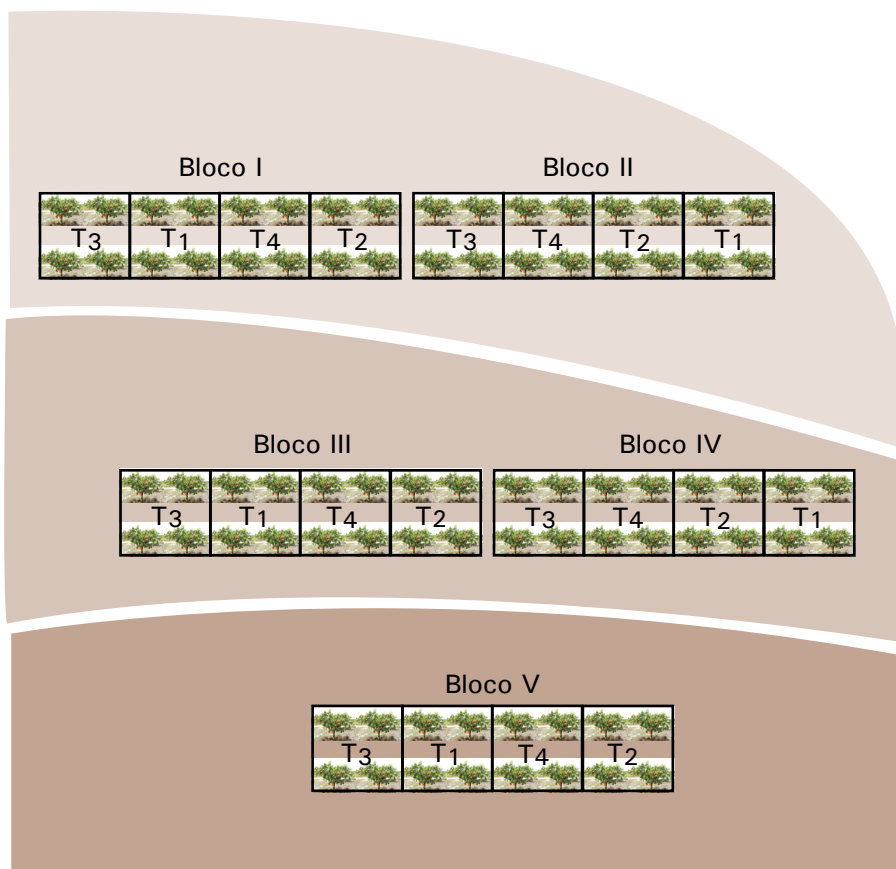 Bloco I
Bloco II
T3 T1 T4 T2
T3 T4 T2 T1
Bloco III
Bloco IV
T3 T1 T4 T2
T3 T4 T2 T1
Bloco V
T3 T1 T4 T2